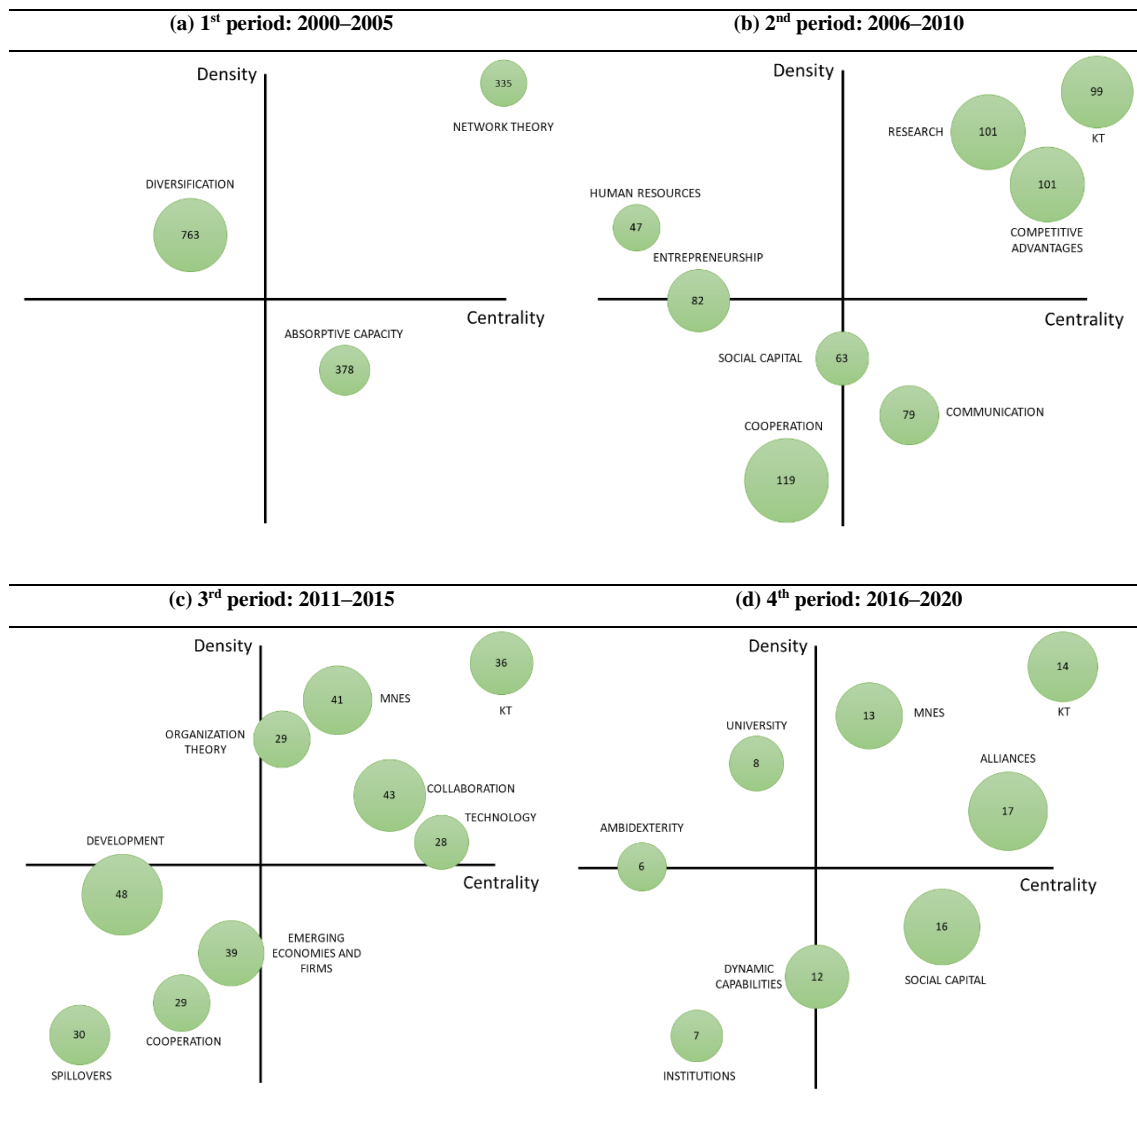 (a) 1st period: 2000–2005
Density
335
NETWORK THEORY
DIVERSIFICATION
763
Centrality
ABSORPTIVE CAPACITY
378
(b) 2nd period: 2006–2010
Density
99
KT
RESEARCH
101
101
COMPETITIVE
ADVANTAGES
HUMAN RESOURCES
47
ENTREPRENEURSHIP
82
Centrality
SOCIAL CAPITAL
63
79
COMMUNICATION
COOPERATION
119
(c) 3rd period: 2011–2015
Density
36
KT
41
MNES
ORGANIZATION
THEORY
29
43
COLLABORATION
TECHNOLOGY
28
DEVELOPMENT
48
Centrality
39
EMERGING
ECONOMIES AND
FIRMS
29
COOPERATION
30
SPILLOVERS
(d) 4th period: 2016–2020
Density
14
KT
13
MNES
UNIVERSITY
8
ALLIANCES
17
AMBIDEXTERITY
6
Centrality
16
SOCIAL CAPITAL
DYNAMIC
CAPABILITIES
12
7
INSTITUTIONS